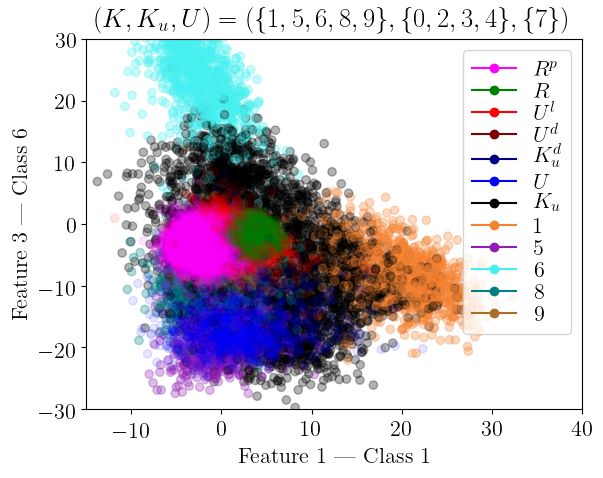 (K, K_u, U) = ({1, 5, 6, 8, 9}, {0, 2, 3, 4}, {7})
30
20
10
0
−10
−20
−30
Feature 3 — Class 6
R^p
R
U^l
U^d
K_u^d
U
K_u
1
5
6
8
9
−10
0
10
20
30
40
Feature 1 — Class 1